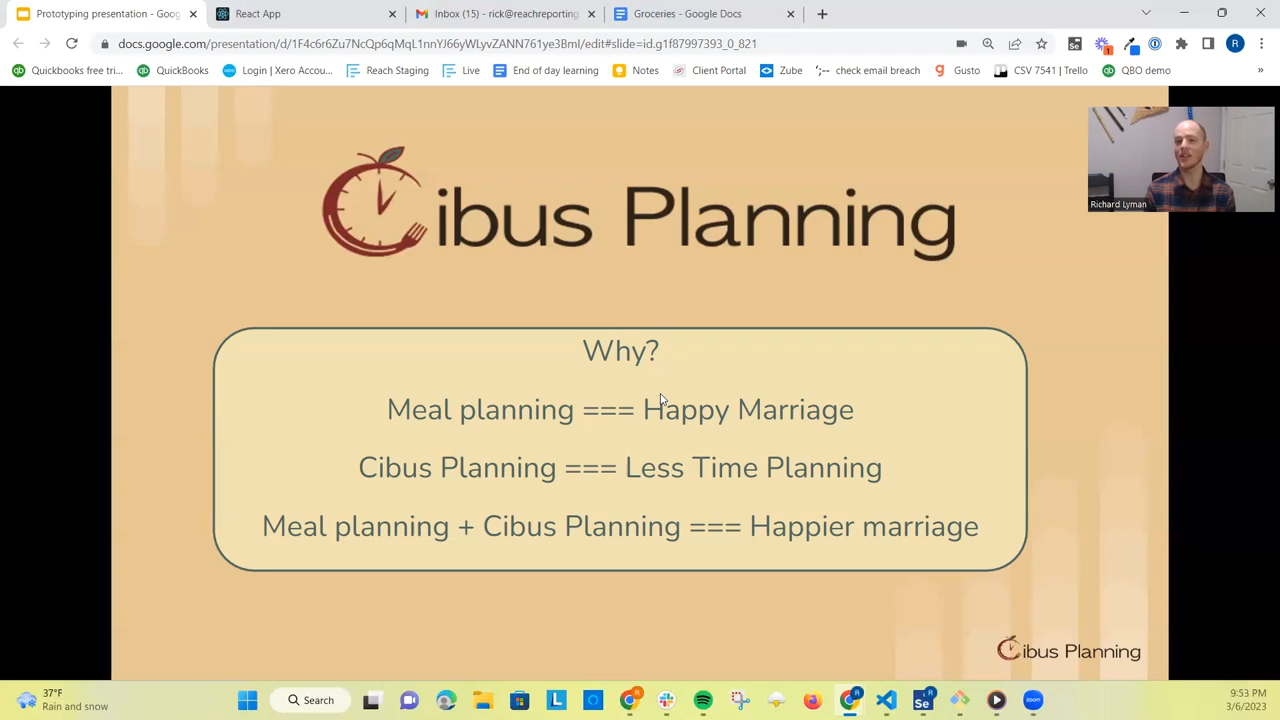 Prototyping presentation - Goog
React App
Inbox (15) - rick@reachreporting
Groceries - Google Docs
docs.google.com/presentation/d/1F4c6r6Zu7NcDp6qHtqL1nnYJ6yWLyvZANN761ye3BmI/edit#slide=id.g1f87997393_0_821
Quickbooks free tri...
QuickBooks
Login | Xero Accou...
Reach Staging
Live
End of day learning
Notes
Client Portal
Zube
check email breach
Gusto
CSV 7541 | Trello
QBO demo
»
Cibus Planning
Richard Lyman
Why?
Meal planning === Happy Marriage
Cibus Planning === Less Time Planning
Meal planning + Cibus Planning === Happier marriage
Cibus Planning
37°F
Rain and snow
Search
9:53 PM
3/6/2023